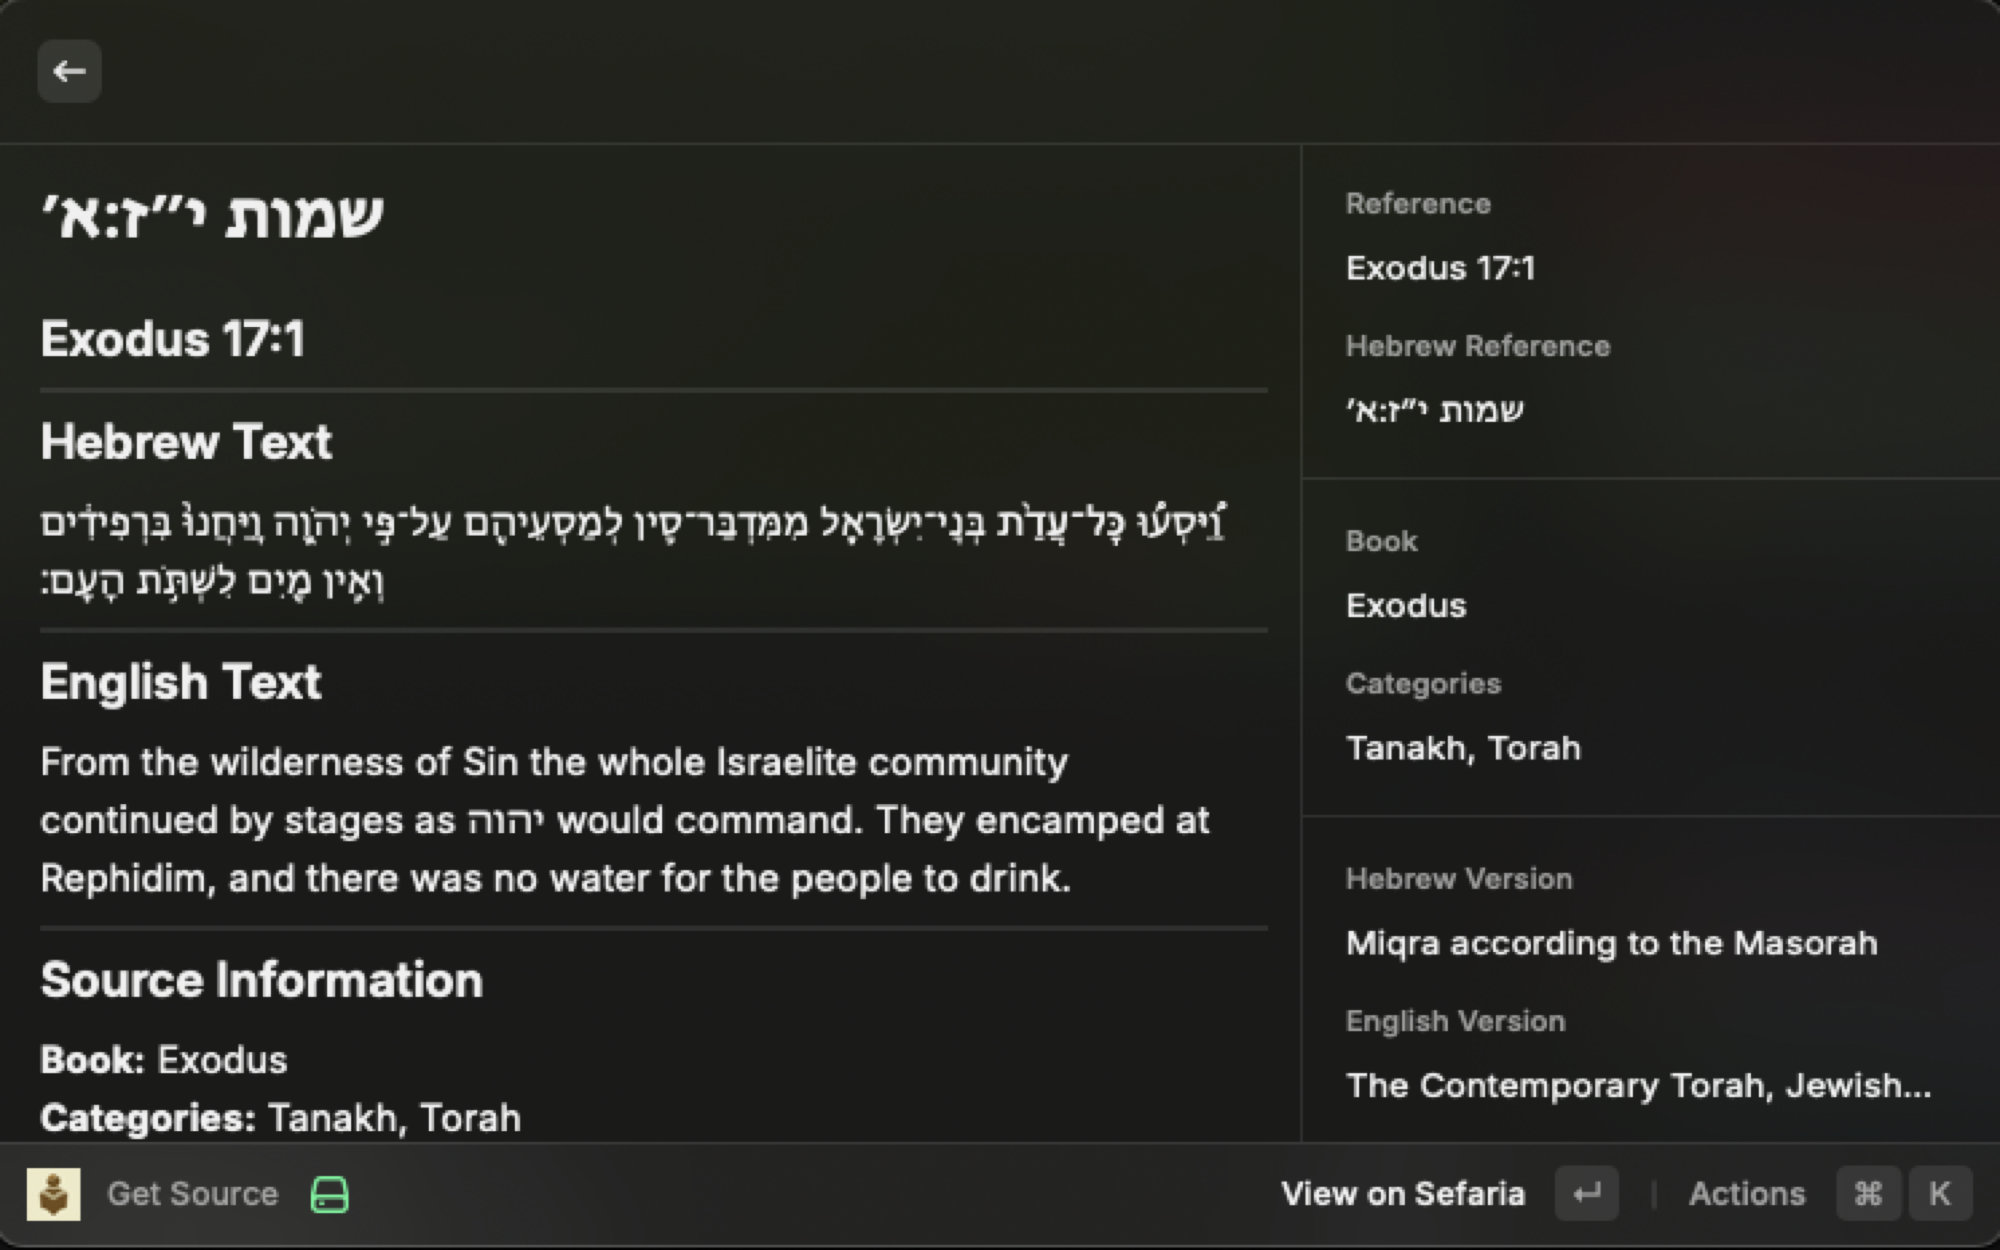 שמות י״ז:א׳
Exodus 17:1
Hebrew Text
וַ֠יִּסְע֠וּ כׇּל־עֲדַ֨ת בְּנֵי־יִשְׂרָאֵ֧ל מִמִּדְבַּר־סִ֛ין לְמַסְעֵיהֶ֖ם עַל־פִּ֣י יְהֹוָ֑ה וַֽיַּחֲנוּ֙ בִּרְפִידִ֔ים
וְאֵ֥ין מַ֖יִם לִשְׁתֹּ֥ת הָעָֽם׃
English Text
From the wilderness of Sin the whole Israelite community
continued by stages as יהוה would command. They encamped at
Rephidim, and there was no water for the people to drink.
Source Information
Book: Exodus
Categories: Tanakh, Torah
Reference
Exodus 17:1
Hebrew Reference
שמות י״ז:א׳
Book
Exodus
Categories
Tanakh, Torah
Hebrew Version
Miqra according to the Masorah
English Version
The Contemporary Torah, Jewish...
Get Source
View on Sefaria ↵
Actions ⌘ K